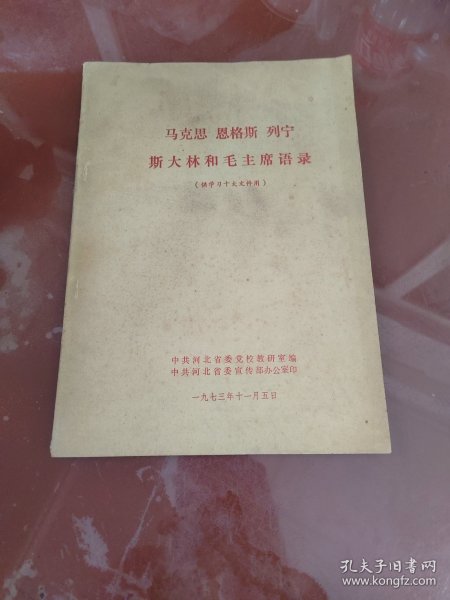 马克思 恩格斯 列宁
斯大林和毛主席语录
(供学习十大文件用)
中共河北省委党校教研室编
中共河北省委宣传部办公室印
一九七三年十一月五日
孔夫子旧书网
www.kongfz.com